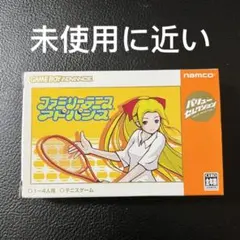 未使用に近い
GAME BOY ADVANCE
namco
ファミリーテニス
アドバンス
バリュー
セレクション
1〜4人用
テニスゲーム